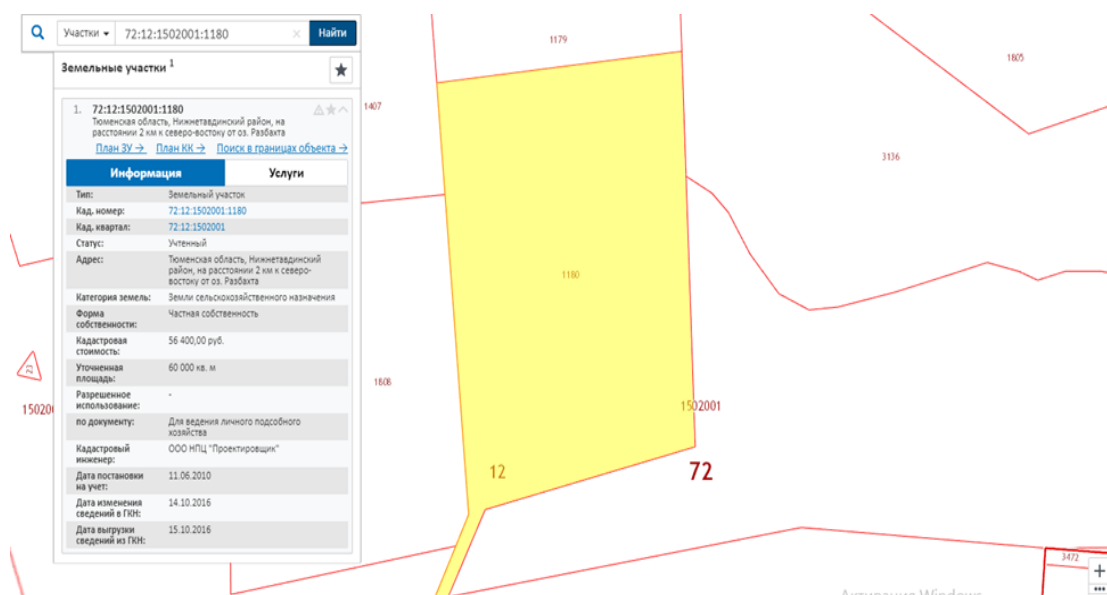 Участки
72:12:1502001:1180
×
Найти
Земельные участки 1
1. 72:12:1502001:1180
Тюменская область, Нижнетавдинский район, на
расстоянии 2 км к северо-востоку от оз. Разбахта
План ЗУ → План КК → Поиск в границах объекта →
Информация Услуги
Тип: Земельный участок
Кад. номер: 72:12:1502001:1180
Кад. квартал: 72:12:1502001
Статус: Учтенный
Адрес: Тюменская область, Нижнетавдинский
район, на расстоянии 2 км к северо-
востоку от оз. Разбахта
Категория земель: Земли сельскохозяйственного назначения
Форма Частная собственность
собственности:
Кадастровая 56 400,00 руб.
стоимость:
Уточненная 60 000 кв. м
площадь:
Разрешенное -
использование:
по документу: Для ведения личного подсобного
хозяйства
Кадастровый ООО НПЦ "Проектировщик"
инженер:
Дата постановки 11.06.2010
на учет:
Дата изменения 14.10.2016
сведений в ГКН:
Дата выгрузки 15.10.2016
сведений из ГКН:
1179
1805
1407
3136
1180
1808
23
1502001
12
72
3472
+
•••